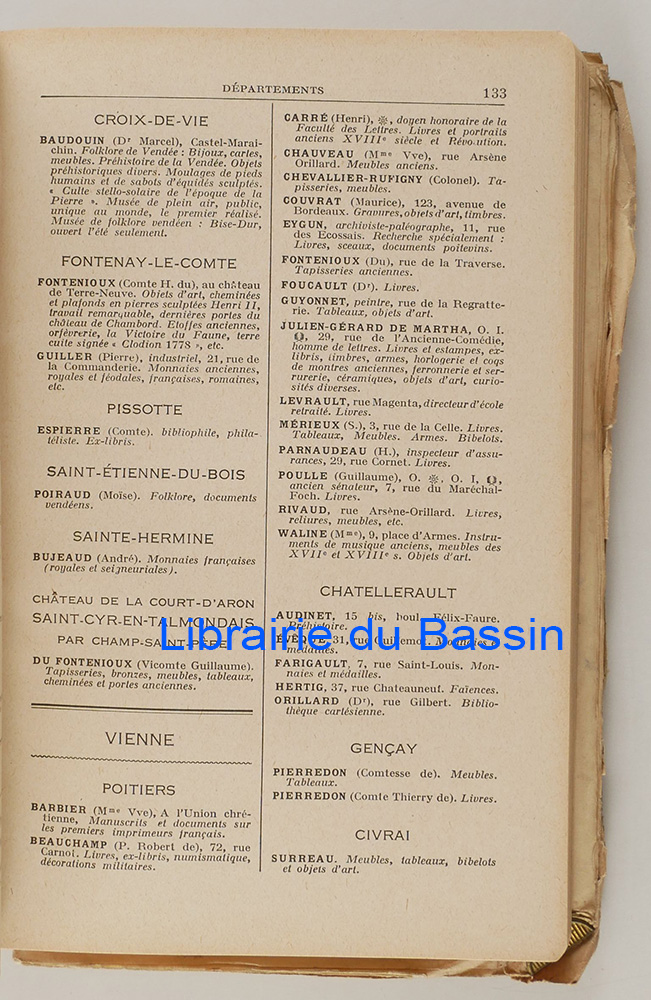 DÉPARTEMENTS 133
CROIX-DE-VIE
BAUDOUIN (Dr Marcel), Castel-Marai-
chin. Folklore de Vendée : Bijoux, cartes,
meubles. Préhistoire de la Vendée. Objets
préhistoriques divers. Moulages de pieds
humains et de sabots d'équidés sculptés.
« Culte stello-solaire de l'époque de la
Pierre ». Musée de plein air, public,
unique au monde, le premier réalisé.
Musée de folklore vendéen : Bise-Dur,
ouvert l'été seulement.
FONTENAY-LE-COMTE
FONTENIOUX (Comte H. du), au château
de Terre-Neuve. Objets d'art, cheminées
et plafonds en pierres sculptées Henri II,
travail remarquable, dernières portes du
château de Chambord. Etoffes anciennes,
orfèvrerie, la Victoire du Faune, terre
cuite signée « Clodion 1778 », etc.
GUILLER (Pierre), industriel, 21, rue de
la Commanderie. Monnaies anciennes,
royales et féodales, françaises, romaines,
etc.
PISSOTTE
ESPIERRE (Comte). bibliophile, phila-
téliste. Ex-libris.
SAINT-ÉTIENNE-DU-BOIS
POIRAUD (Moïse). Folklore, documents
vendéens.
SAINTE-HERMINE
BUJEAUD (André). Monnaies françaises
(royales et seigneuriales).
CHÂTEAU DE LA COURT-D'ARON
SAINT-CYR-EN-TALMONDAIS
PAR CHAMP-SAINT-PÈRE
DU FONTENIOUX (Vicomte Guillaume).
Tapisseries, bronzes, meubles, tableaux,
cheminées et portes anciennes.
VIENNE
POITIERS
BARBIER (Mme Vve), A l'Union chré-
tienne, Manuscrits et documents sur
les premiers imprimeurs français.
BEAUCHAMP (P. Robert de), 72, rue
Carnot. Livres, ex-libris, numismatique,
décorations militaires.
CARRÉ (Henri), ❊, doyen honoraire de la
Faculté des Lettres. Livres et portraits
anciens XVIIIe siècle et Révolution.
CHAUVEAU (Mme Vve), rue Arsène
Orillard. Meubles anciens.
CHEVALLIER-RUFIGNY (Colonel). Ta-
pisseries, meubles.
COUVRAT (Maurice), 123, avenue de
Bordeaux. Gravures, objets d'art, timbres.
EYGUN, archiviste-paléographe, 11, rue
des Ecossais. Recherche spécialement :
Livres, sceaux, documents poitevins.
FONTENIOUX (Du), rue de la Traverse.
Tapisseries anciennes.
FOUCAULT (Dr). Livres.
GUYONNET, peintre, rue de la Regratte-
rie. Tableaux, objets d'art.
JULIEN-GÉRARD DE MARTHA, O. I.
, 29, rue de l'Ancienne-Comédie,
homme de lettres. Livres et estampes, ex-
libris, timbres, armes, horlogerie et coqs
de montres anciennes, ferronnerie et ser-
rurerie, céramiques, objets d'art, curio-
sités diverses.
LEVRAULT, rue Magenta, directeur d'école
retraité. Livres.
MÉRIEUX (S.), 3, rue de la Celle. Livres.
Tableaux, Meubles. Armes. Bibelots.
PARNAUDEAU (H.), inspecteur d'assu-
rances, 29, rue Cornet. Livres.
POULLE (Guillaume), O. ❊, O. I, ,
ancien sénateur, 7, rue du Maréchal-
Foch. Livres.
RIVAUD, rue Arsène-Orillard. Livres,
reliures, meubles, etc.
WALINE (Mme), 9, place d'Armes. Instru-
ments de musique anciens, meubles des
XVIIe et XVIIIe s. Objets d'art.
CHATELLERAULT
AUDINET, 15 bis, boul. Félix-Faure.
Préhistoire.
ÉVÊQUE, 31, rue Guillemot. Monnaies,
médailles.
Librairie du Bassin
FARIGAULT, 7, rue Saint-Louis. Mon-
naies et médailles.
HERTIG, 37, rue Chateauneuf. Faïences.
ORILLARD (Dr), rue Gilbert. Biblio-
thèque cartésienne.
GENÇAY
PIERREDON (Comtesse de). Meubles.
Tableaux.
PIERREDON (Comte Thierry de). Livres.
CIVRAI
SURREAU. Meubles, tableaux, bibelots
et objets d'art.